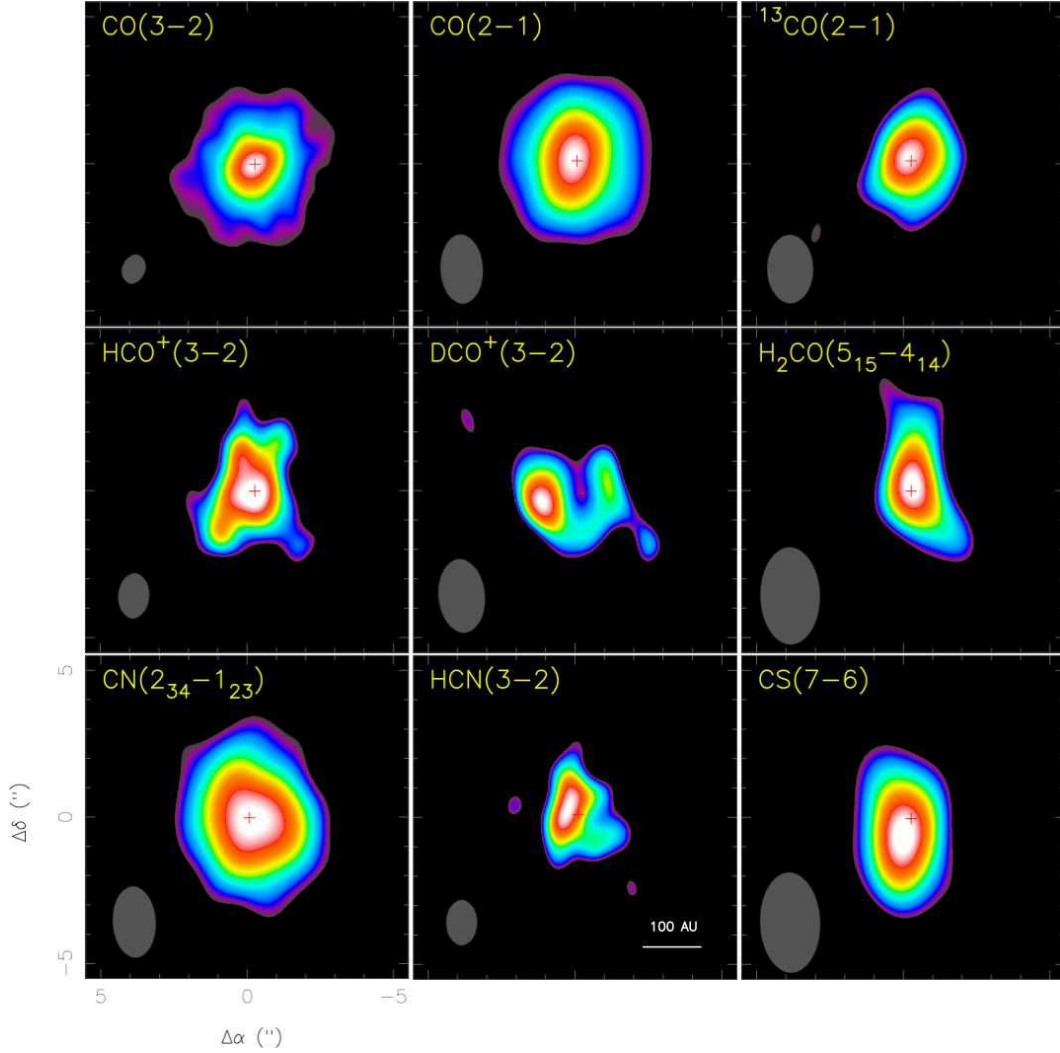 CO(3−2)
CO(2−1)
¹³CO(2−1)
HCO⁺(3−2)
DCO⁺(3−2)
H₂CO(5₁₅−4₁₄)
CN(2₃₄−1₂₃)
HCN(3−2)
CS(7−6)
100 AU
5
0
−5
Δδ ('')
5
0
−5
Δα ('')